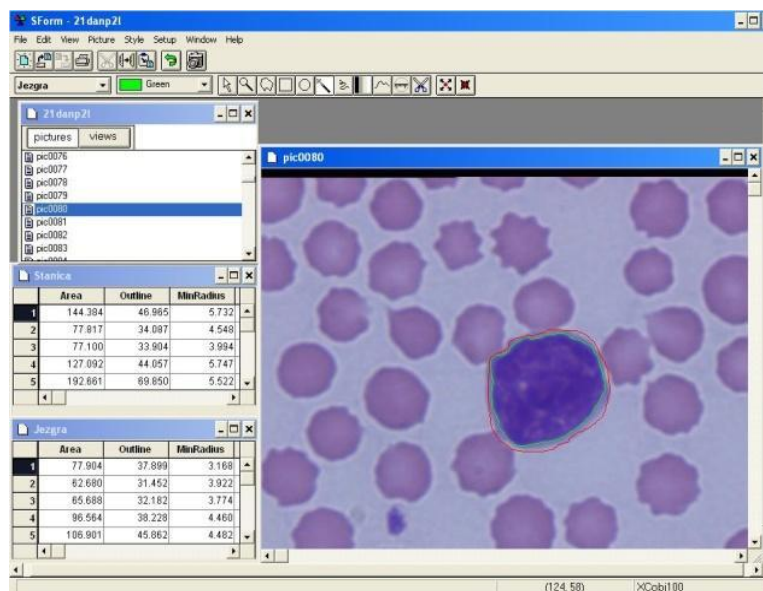 SForm - 21danp2l
File Edit View Picture Style Setup Window Help
Jezgra Green
21danp2l
pictures views
pic0076
pic0077
pic0078
pic0079
pic0080
pic0081
pic0082
pic0083
pic0080
Stanica
Area Outline MinRadius
1 144.384 46.965 5.732
2 77.817 34.087 4.548
3 77.100 33.904 3.994
4 127.092 44.057 5.747
5 192.661 69.850 5.522
Jezgra
Area Outline MinRadius
1 77.904 37.899 3.168
2 62.680 31.452 3.922
3 65.688 32.182 3.774
4 96.564 38.228 4.460
5 106.901 45.862 4.482
(124, 58) XCobi100